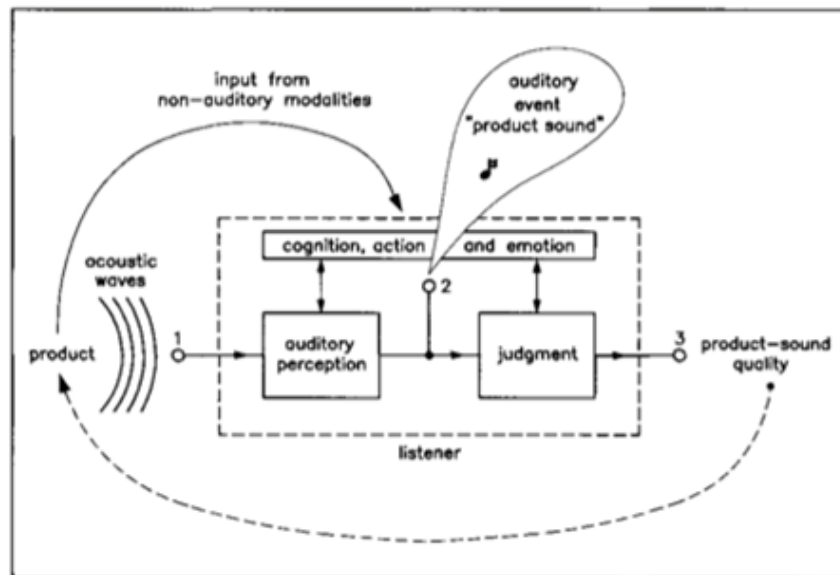 input from
non-auditory modalities
auditory
event
"product sound"
cognition, action and emotion
acoustic
waves
2
1
3
product
auditory
perception
judgment
product-sound
quality
listener